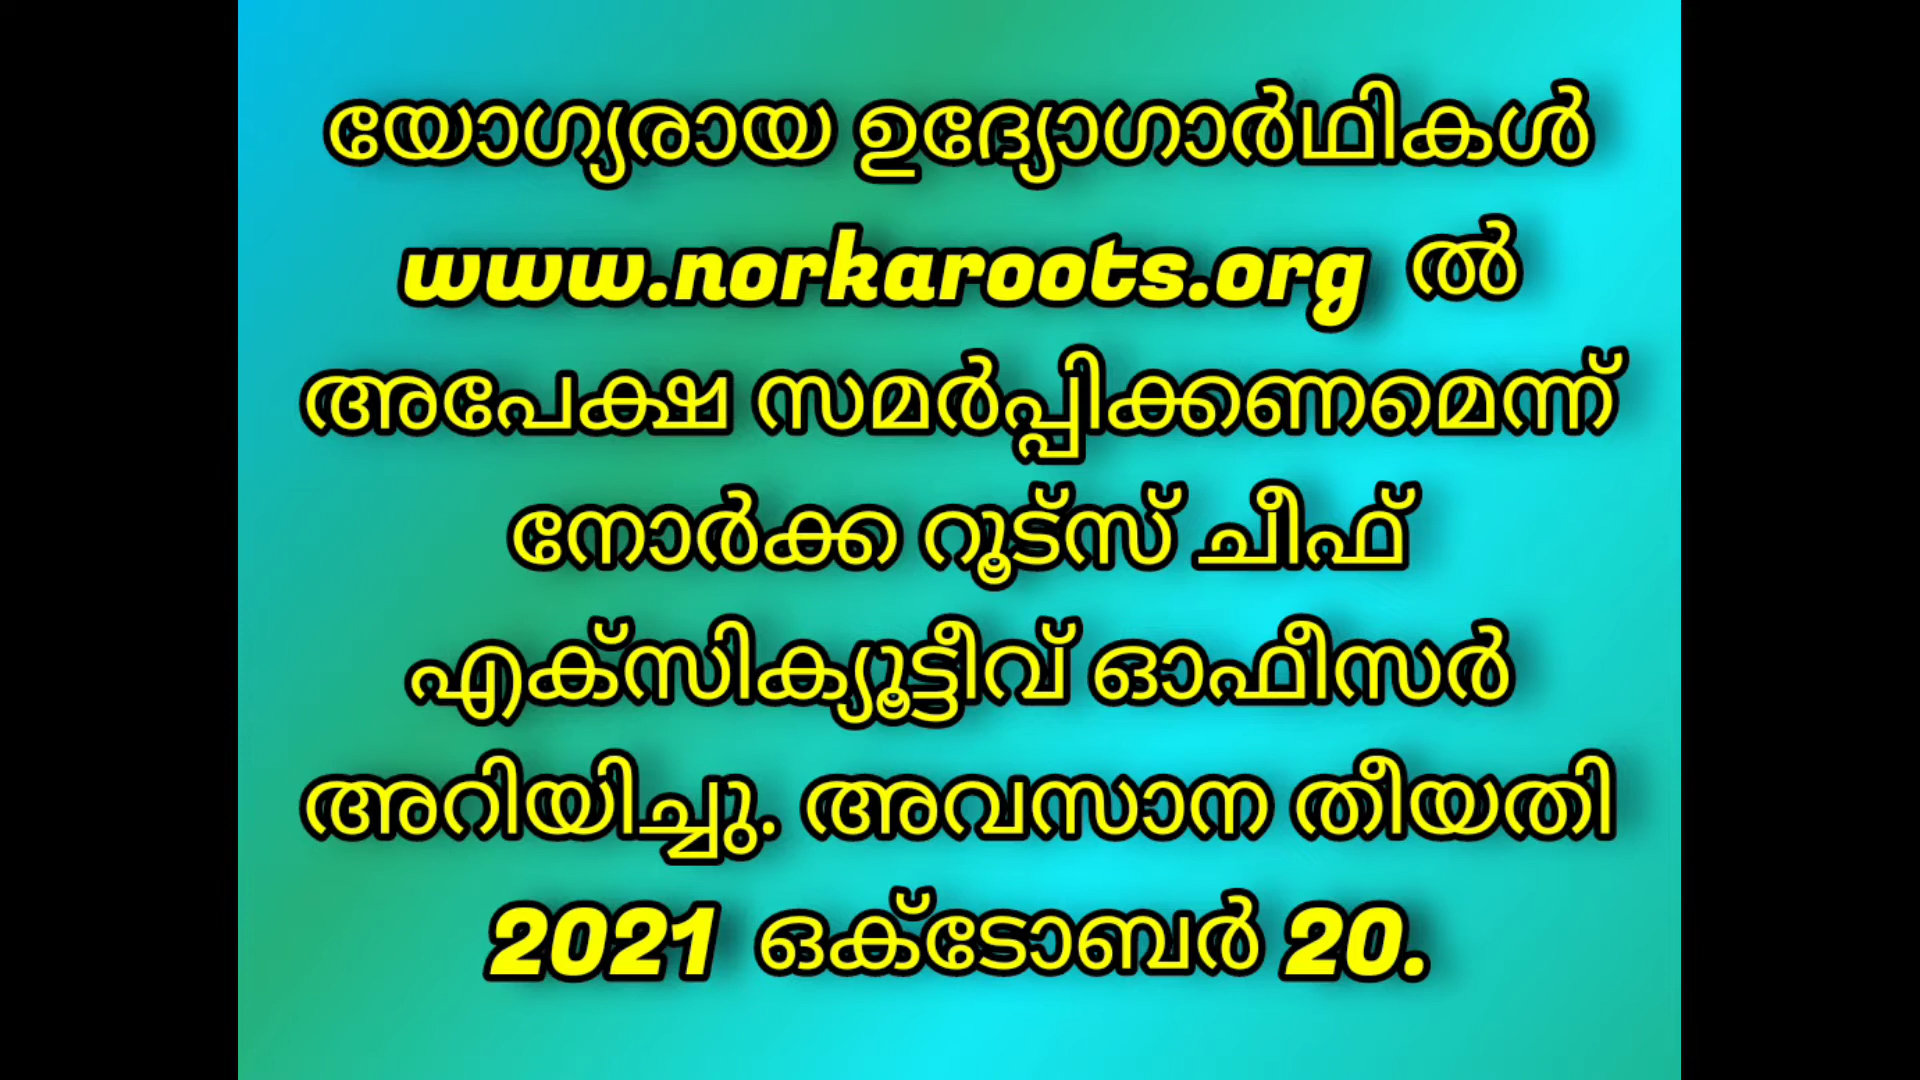 യോഗ്യരായ ഉദ്യോഗാർഥികൾ
www.norkaroots.org ൽ
അപേക്ഷ സമർപ്പിക്കണമെന്ന്
നോർക്ക റൂട്സ് ചീഫ്
എക്സിക്യൂട്ടീവ് ഓഫീസർ
അറിയിച്ചു. അവസാന തീയതി
2021 ഒക്ടോബർ 20.